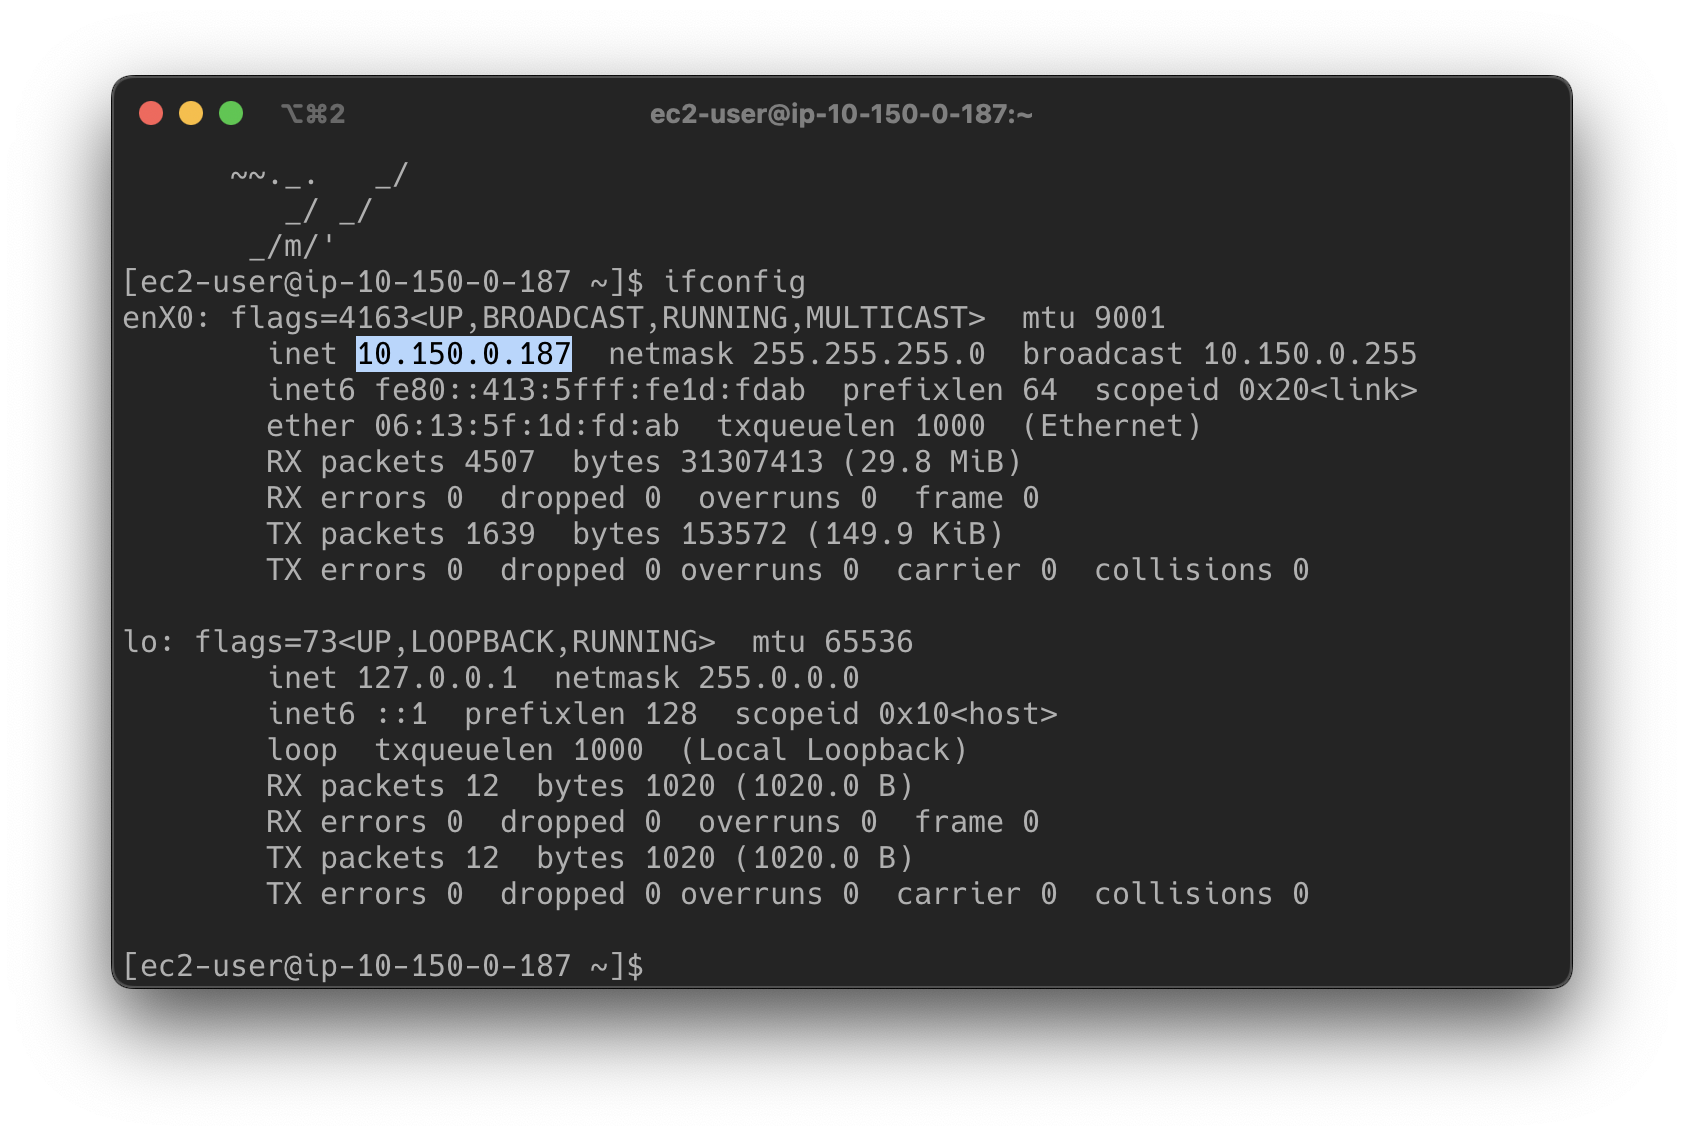 ⌥⌘2 ec2-user@ip-10-150-0-187:~
~~._.   _/
_/ _/
_/m/'
[ec2-user@ip-10-150-0-187 ~]$ ifconfig
enX0: flags=4163<UP,BROADCAST,RUNNING,MULTICAST>  mtu 9001
inet 10.150.0.187  netmask 255.255.255.0  broadcast 10.150.0.255
inet6 fe80::413:5fff:fe1d:fdab  prefixlen 64  scopeid 0x20<link>
ether 06:13:5f:1d:fd:ab  txqueuelen 1000  (Ethernet)
RX packets 4507  bytes 31307413 (29.8 MiB)
RX errors 0  dropped 0  overruns 0  frame 0
TX packets 1639  bytes 153572 (149.9 KiB)
TX errors 0  dropped 0 overruns 0  carrier 0  collisions 0
lo: flags=73<UP,LOOPBACK,RUNNING>  mtu 65536
inet 127.0.0.1  netmask 255.0.0.0
inet6 ::1  prefixlen 128  scopeid 0x10<host>
loop  txqueuelen 1000  (Local Loopback)
RX packets 12  bytes 1020 (1020.0 B)
RX errors 0  dropped 0  overruns 0  frame 0
TX packets 12  bytes 1020 (1020.0 B)
TX errors 0  dropped 0 overruns 0  carrier 0  collisions 0
[ec2-user@ip-10-150-0-187 ~]$